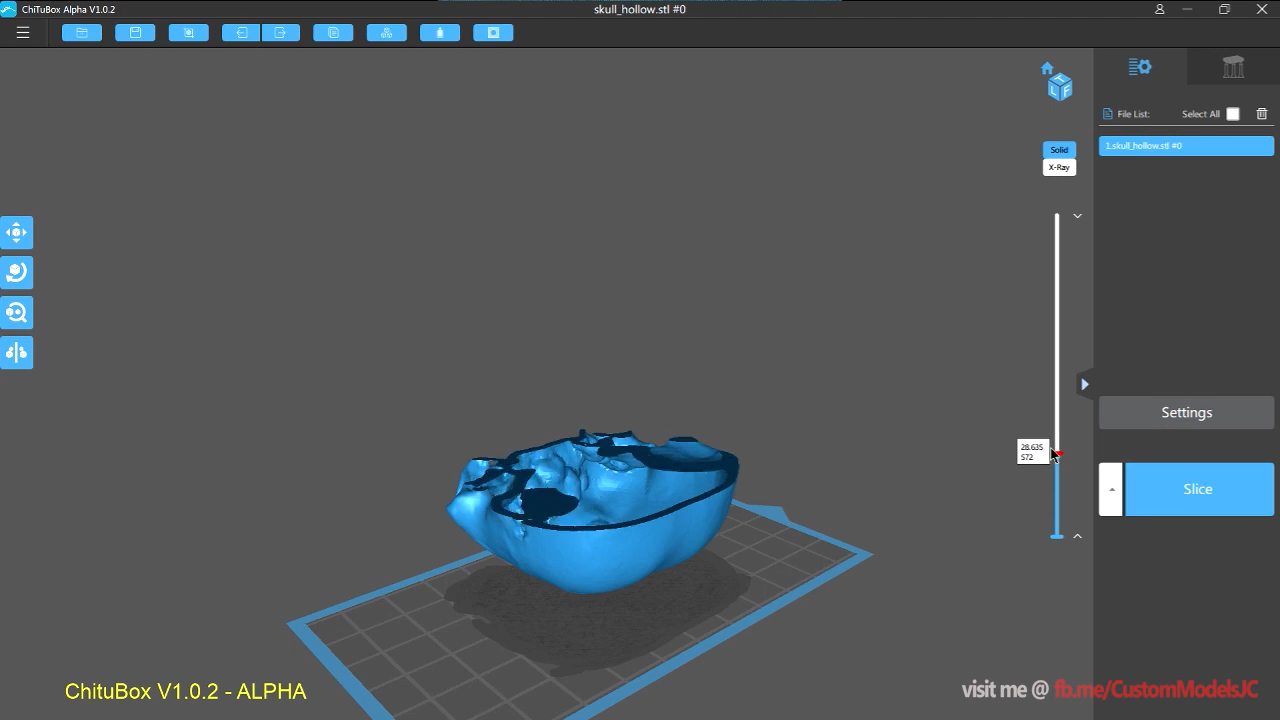 ChiTuBox Alpha V1.0.2
skull_hollow.stl #0
T
L F
Solid
X-Ray
File List:
Select All
1.skull_hollow.stl #0
28.635
572
Settings
Slice
ChituBox V1.0.2 - ALPHA
visit me @ fb.me/CustomModelsJC